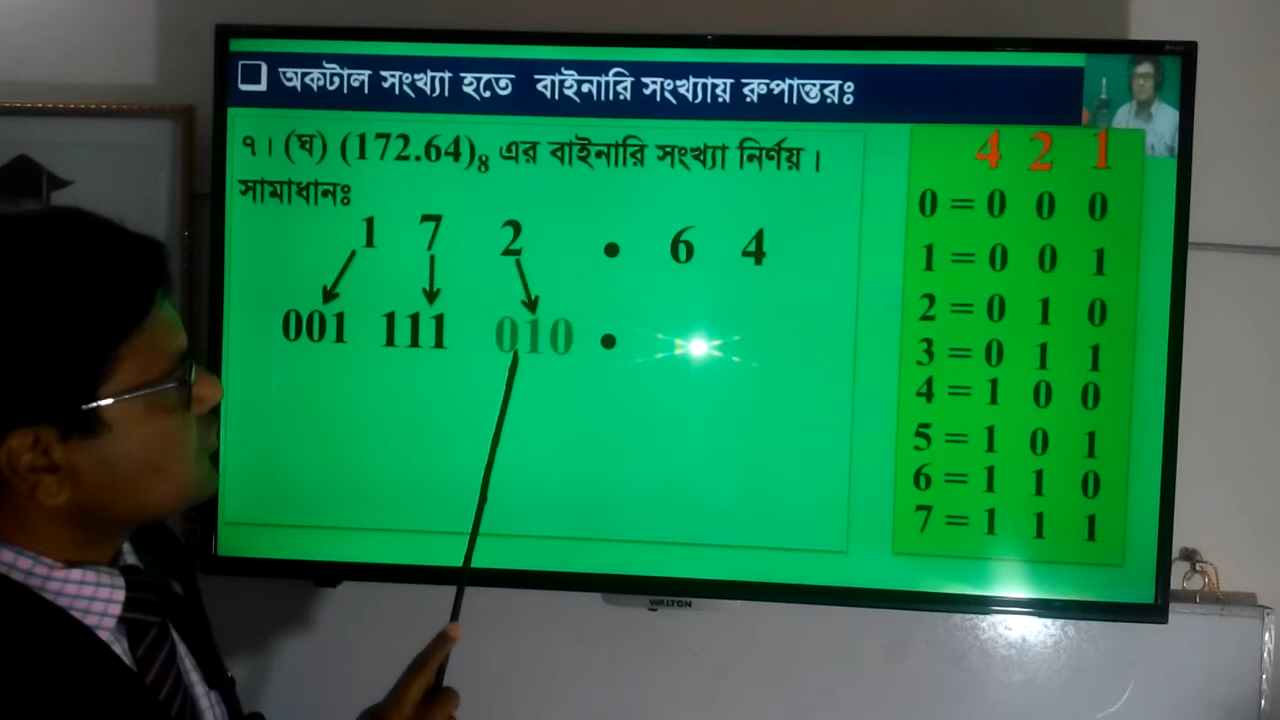 ❑ অকটাল সংখ্যা হতে বাইনারি সংখ্যায় রুপান্তরঃ
৭। (ঘ) (172.64)₈ এর বাইনারি সংখ্যা নির্ণয়।
সামাধানঃ
1 7 2 • 6 4
001 111 010 •
4 2 1
0 = 0 0 0
1 = 0 0 1
2 = 0 1 0
3 = 0 1 1
4 = 1 0 0
5 = 1 0 1
6 = 1 1 0
7 = 1 1 1
WALTON